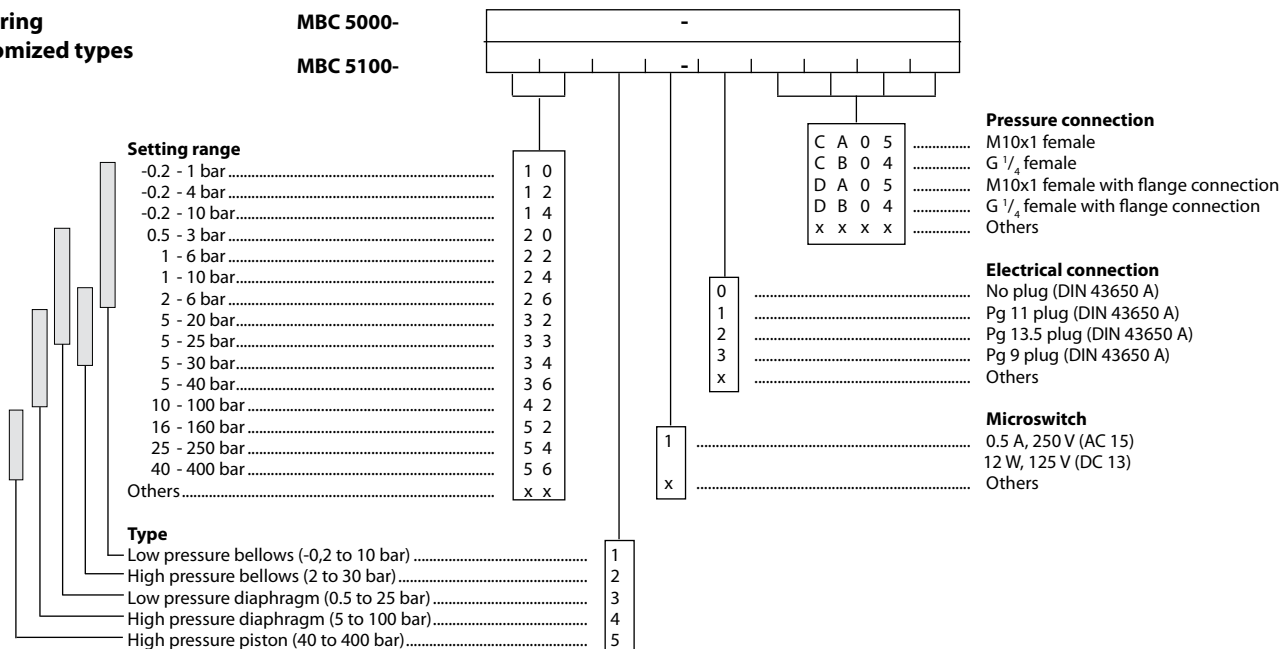 ring
omized types
MBC 5000-
-
MBC 5100-
-
Setting range
-0.2 - 1 bar 1 0
-0.2 - 4 bar 1 2
-0.2 - 10 bar 1 4
0.5 - 3 bar 2 0
1 - 6 bar 2 2
1 - 10 bar 2 4
2 - 6 bar 2 6
5 - 20 bar 3 2
5 - 25 bar 3 3
5 - 30 bar 3 4
5 - 40 bar 3 6
10 - 100 bar 4 2
16 - 160 bar 5 2
25 - 250 bar 5 4
40 - 400 bar 5 6
Others x x
Type
Low pressure bellows (-0,2 to 10 bar) 1
High pressure bellows (2 to 30 bar) 2
Low pressure diaphragm (0.5 to 25 bar) 3
High pressure diaphragm (5 to 100 bar) 4
High pressure piston (40 to 400 bar) 5
Pressure connection
C A 0 5 M10x1 female
C B 0 4 G 1/4 female
D A 0 5 M10x1 female with flange connection
D B 0 4 G 1/4 female with flange connection
x x x x Others
Electrical connection
0 No plug (DIN 43650 A)
1 Pg 11 plug (DIN 43650 A)
2 Pg 13.5 plug (DIN 43650 A)
3 Pg 9 plug (DIN 43650 A)
x Others
Microswitch
1 0.5 A, 250 V (AC 15)
12 W, 125 V (DC 13)
x Others